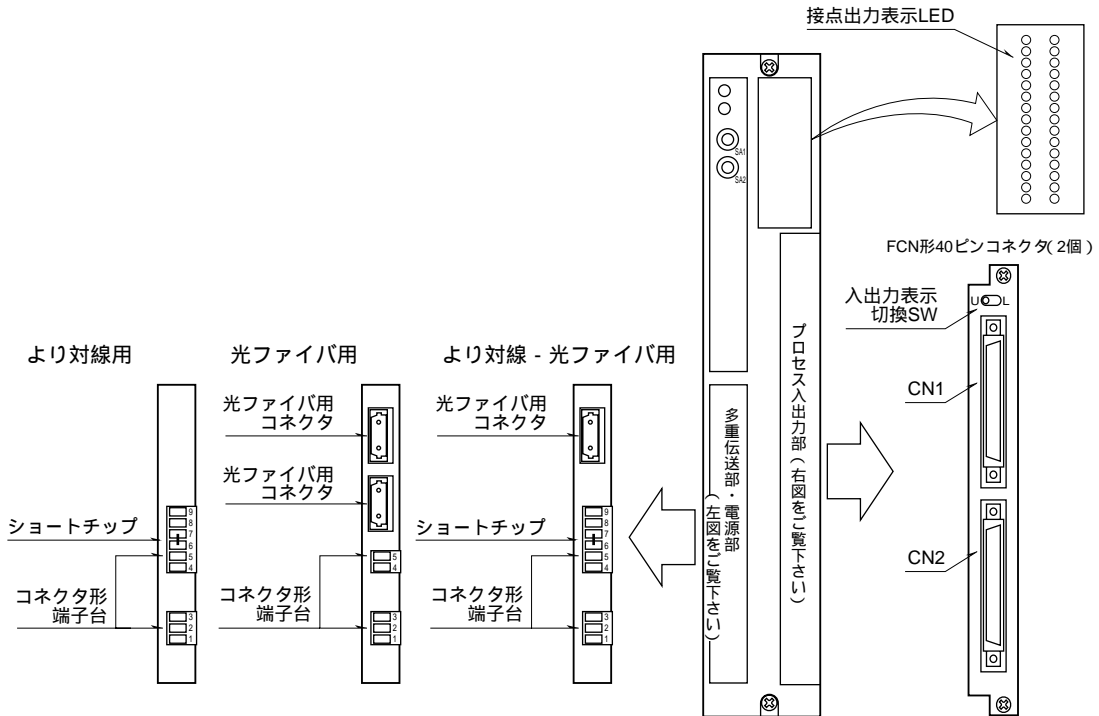 接点出力表示LED
SA1
SA2
FCN形40ピンコネクタ(2個)
入出力表示
切換SW
U L
CN1
CN2
プロセス入出力部(右図をご覧下さい)
多重伝送部・電源部
(左図をご覧下さい)
より対線用
ショートチップ
コネクタ形
端子台
9
8
7
6
5
4
3
2
1
光ファイバ用
光ファイバ用
コネクタ
光ファイバ用
コネクタ
コネクタ形
端子台
5
4
3
2
1
より対線 - 光ファイバ用
光ファイバ用
コネクタ
ショートチップ
コネクタ形
端子台
9
8
7
6
5
4
3
2
1